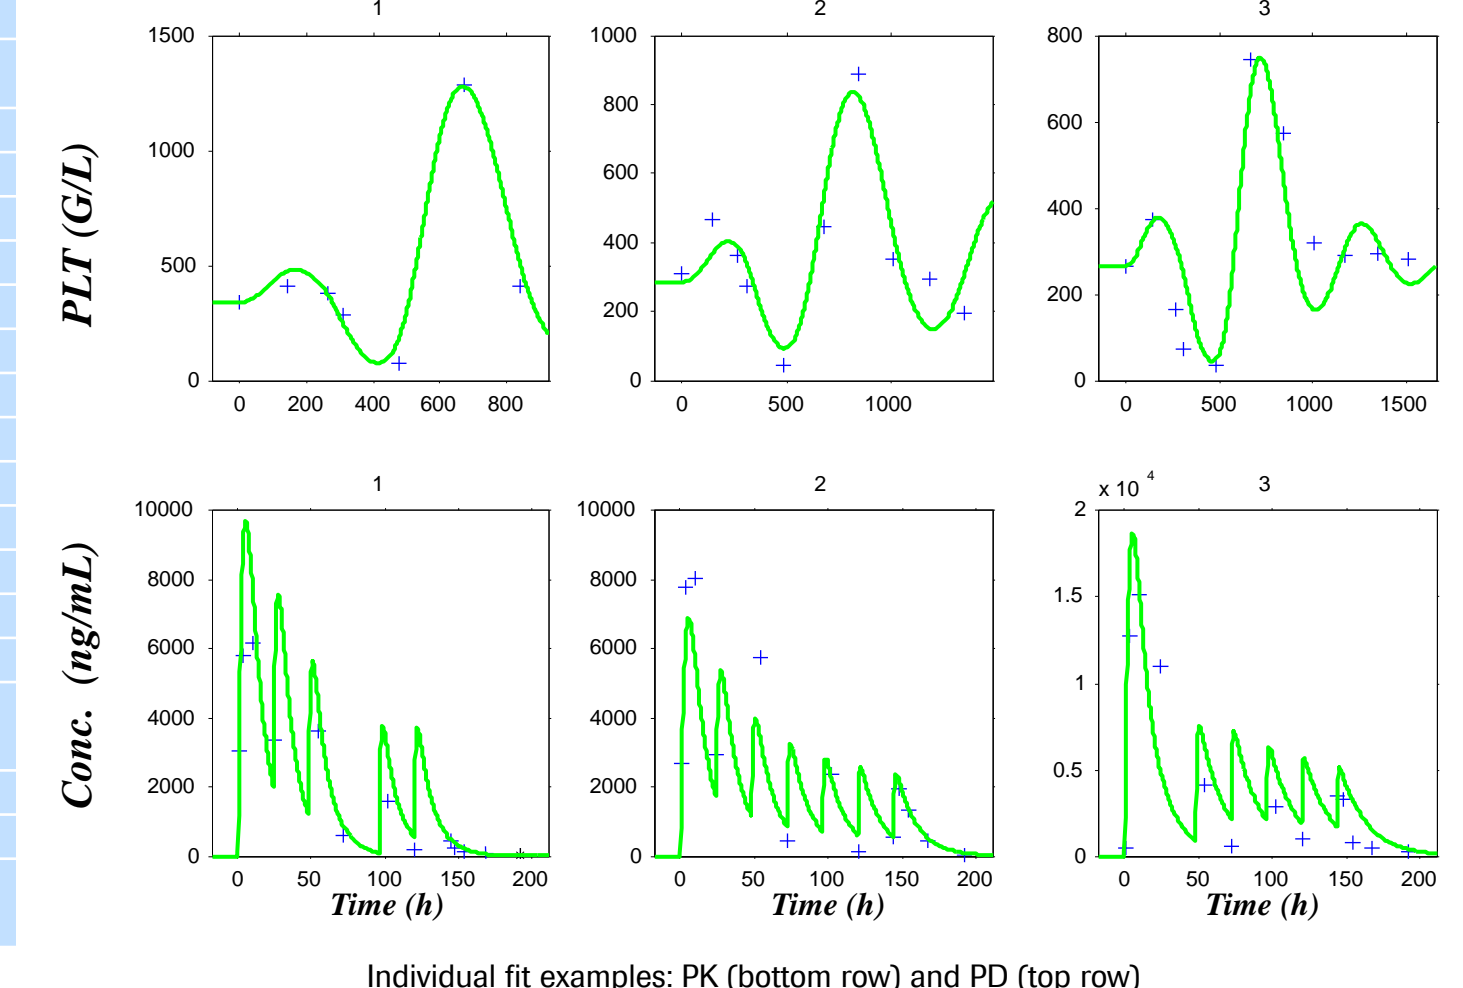 1 2 3
PLT (G/L)
1500 1000 500 0
0 200 400 600 800
1000 800 600 400 200 0
0 500 1000
800 600 400 200 0
0 500 1000 1500
1 2 3
Conc. (ng/mL)
10000 8000 6000 4000 2000 0
0 50 100 150 200
Time (h)
10000 8000 6000 4000 2000 0
0 50 100 150 200
Time (h)
x 10 4
2 1.5 1 0.5 0
0 50 100 150 200
Time (h)
Individual fit examples: PK (bottom row) and PD (top row)